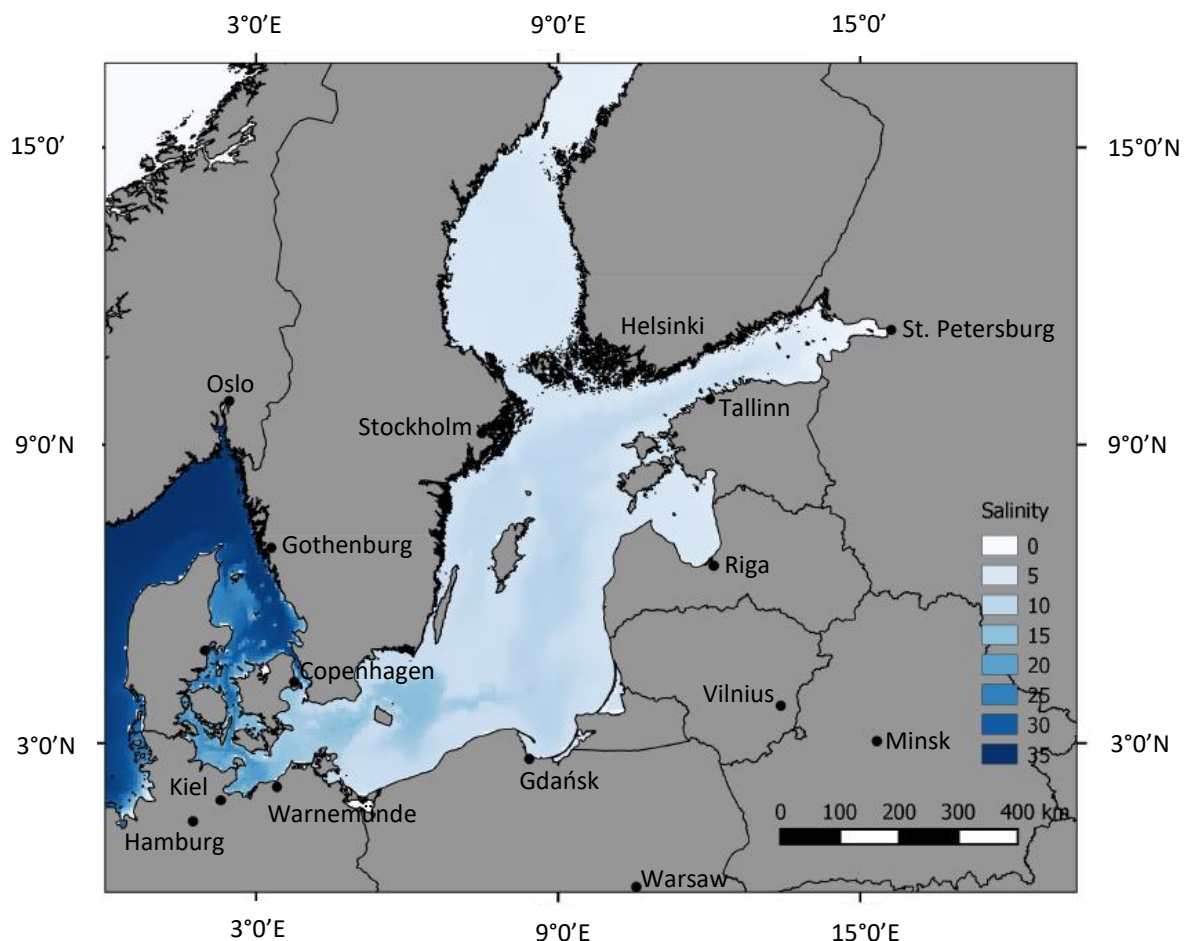 3°0’E 9°0’E 15°0’
15°0’ 15°0’N
Helsinki St. Petersburg
Oslo Tallinn
Stockholm
9°0’N 9°0’N
Salinity
0
Gothenburg 5
Riga 10
15
20
Copenhagen 25
Vilnius 30
3°0’N Minsk 35 3°0’N
Kiel Gdańsk
Warnemünde 0 100 200 300 400 km
Hamburg
Warsaw
3°0’E 9°0’E 15°0’E